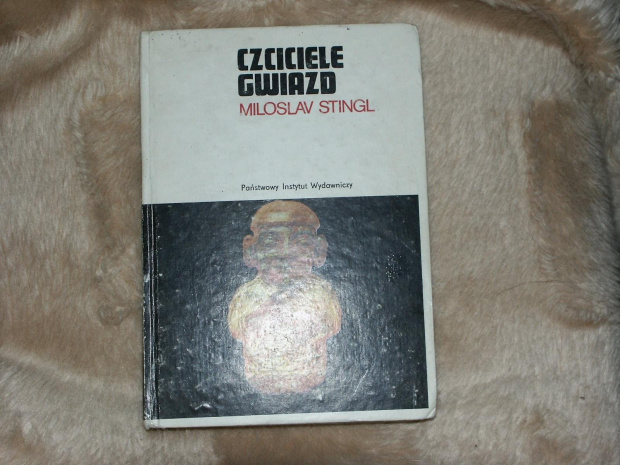 CZCICIELE
GWIAZD
MILOSLAV STINGL
Państwowy Instytut Wydawniczy